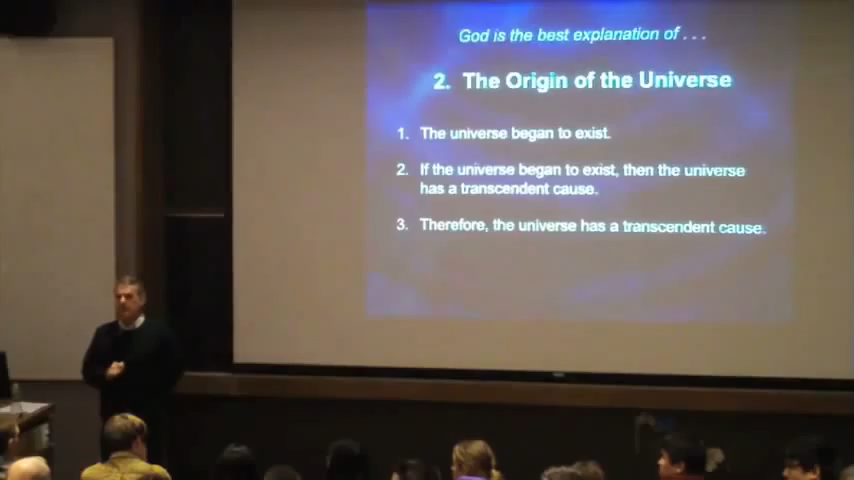 God is the best explanation of . . .
2. The Origin of the Universe
1. The universe began to exist.
2. If the universe began to exist, then the universe
has a transcendent cause.
3. Therefore, the universe has a transcendent cause.